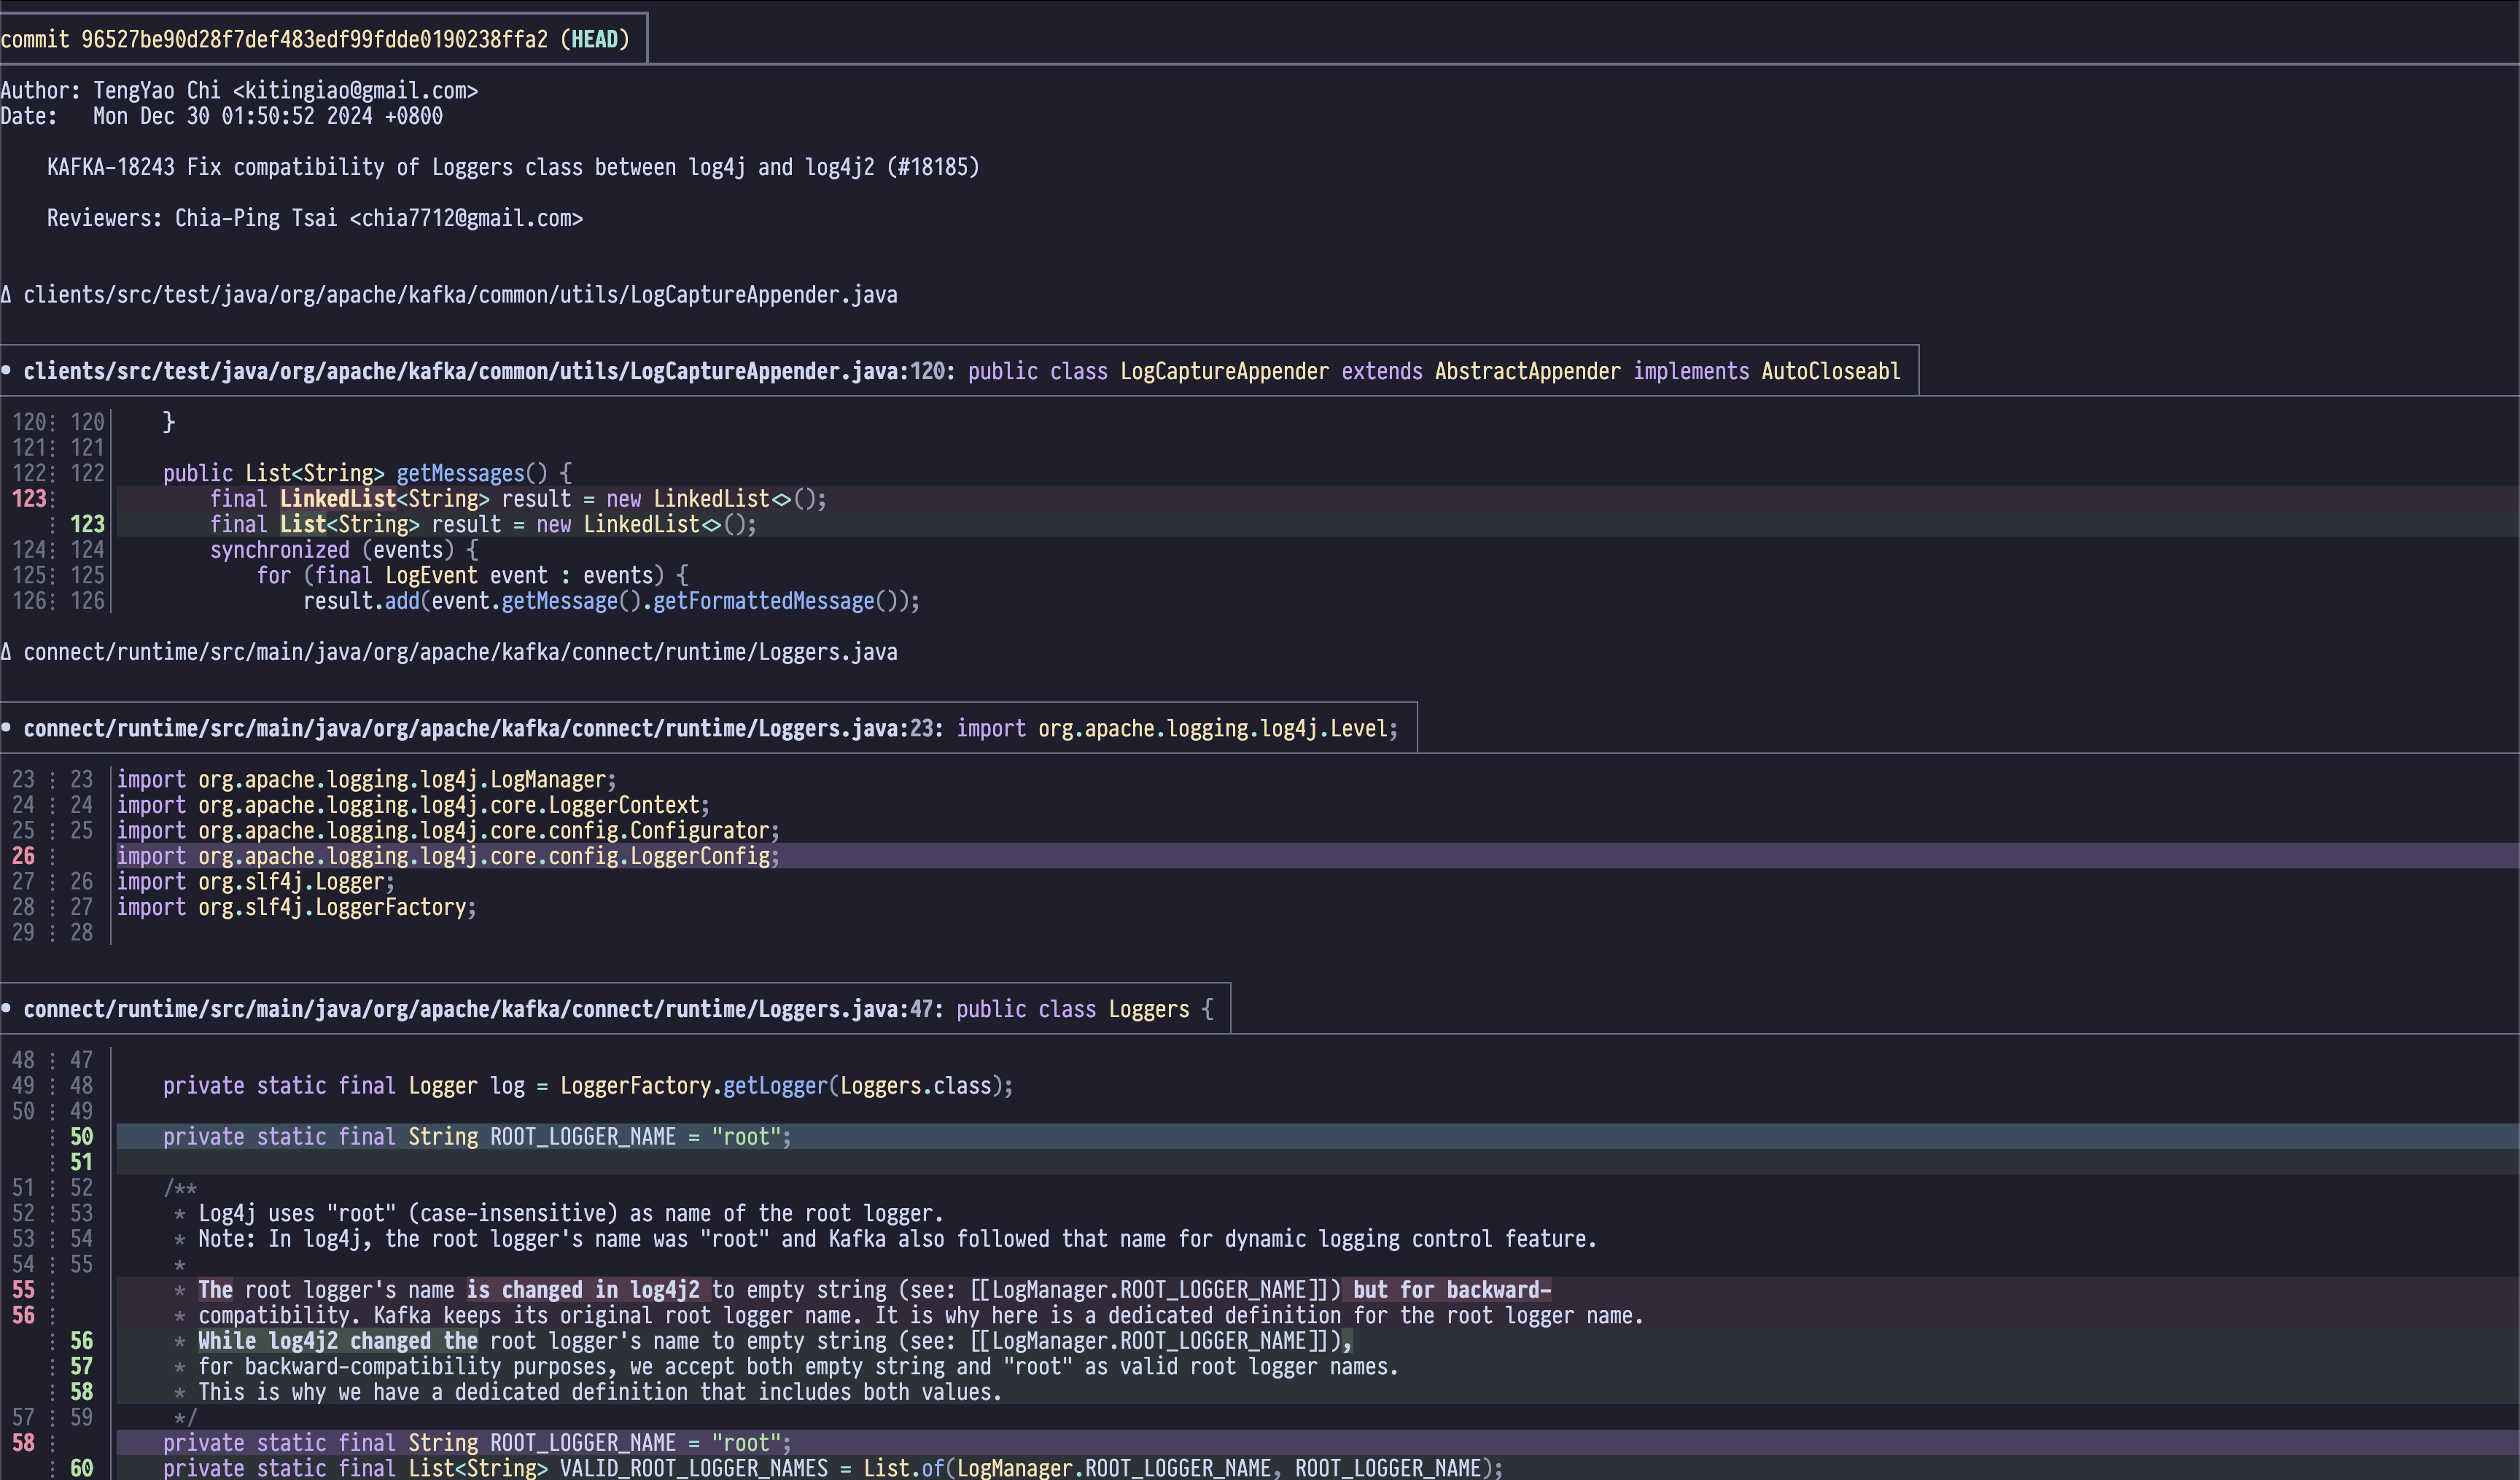 commit 96527be90d28f7def483edf99fdde0190238ffa2 (HEAD)
Author: TengYao Chi <kitingiao@gmail.com>
Date:   Mon Dec 30 01:50:52 2024 +0800
    KAFKA-18243 Fix compatibility of Loggers class between log4j and log4j2 (#18185)
    Reviewers: Chia-Ping Tsai <chia7712@gmail.com>
Δ clients/src/test/java/org/apache/kafka/common/utils/LogCaptureAppender.java
• clients/src/test/java/org/apache/kafka/common/utils/LogCaptureAppender.java:120: public class LogCaptureAppender extends AbstractAppender implements AutoCloseabl
120⋮ 120│    }
121⋮ 121│
122⋮ 122│    public List<String> getMessages() {
123⋮    │        final LinkedList<String> result = new LinkedList<>();
   ⋮ 123│        final List<String> result = new LinkedList<>();
124⋮ 124│        synchronized (events) {
125⋮ 125│            for (final LogEvent event : events) {
126⋮ 126│                result.add(event.getMessage().getFormattedMessage());
Δ connect/runtime/src/main/java/org/apache/kafka/connect/runtime/Loggers.java
• connect/runtime/src/main/java/org/apache/kafka/connect/runtime/Loggers.java:23: import org.apache.logging.log4j.Level;
23 ⋮ 23 │import org.apache.logging.log4j.LogManager;
24 ⋮ 24 │import org.apache.logging.log4j.core.LoggerContext;
25 ⋮ 25 │import org.apache.logging.log4j.core.config.Configurator;
26 ⋮    │import org.apache.logging.log4j.core.config.LoggerConfig;
27 ⋮ 26 │import org.slf4j.Logger;
28 ⋮ 27 │import org.slf4j.LoggerFactory;
29 ⋮ 28 │
• connect/runtime/src/main/java/org/apache/kafka/connect/runtime/Loggers.java:47: public class Loggers {
48 ⋮ 47 │
49 ⋮ 48 │    private static final Logger log = LoggerFactory.getLogger(Loggers.class);
50 ⋮ 49 │
   ⋮ 50 │    private static final String ROOT_LOGGER_NAME = "root";
   ⋮ 51 │
51 ⋮ 52 │    /**
52 ⋮ 53 │     * Log4j uses "root" (case-insensitive) as name of the root logger.
53 ⋮ 54 │     * Note: In log4j, the root logger's name was "root" and Kafka also followed that name for dynamic logging control feature.
54 ⋮ 55 │     *
55 ⋮    │     * The root logger's name is changed in log4j2 to empty string (see: [[LogManager.ROOT_LOGGER_NAME]]) but for backward-
56 ⋮    │     * compatibility. Kafka keeps its original root logger name. It is why here is a dedicated definition for the root logger name.
   ⋮ 56 │     * While log4j2 changed the root logger's name to empty string (see: [[LogManager.ROOT_LOGGER_NAME]]),
   ⋮ 57 │     * for backward-compatibility purposes, we accept both empty string and "root" as valid root logger names.
   ⋮ 58 │     * This is why we have a dedicated definition that includes both values.
57 ⋮ 59 │     */
58 ⋮    │    private static final String ROOT_LOGGER_NAME = "root";
   ⋮ 60 │    private static final List<String> VALID_ROOT_LOGGER_NAMES = List.of(LogManager.ROOT_LOGGER_NAME, ROOT_LOGGER_NAME);